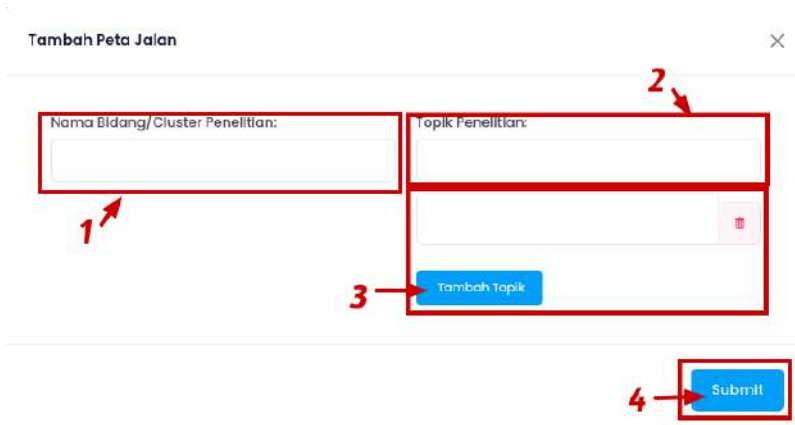 Tambah Peta Jalan
2
Nama Bidang/Cluster Penelitian:
Topik Penelitian:
1
3
Tambah Topik
4
Submit